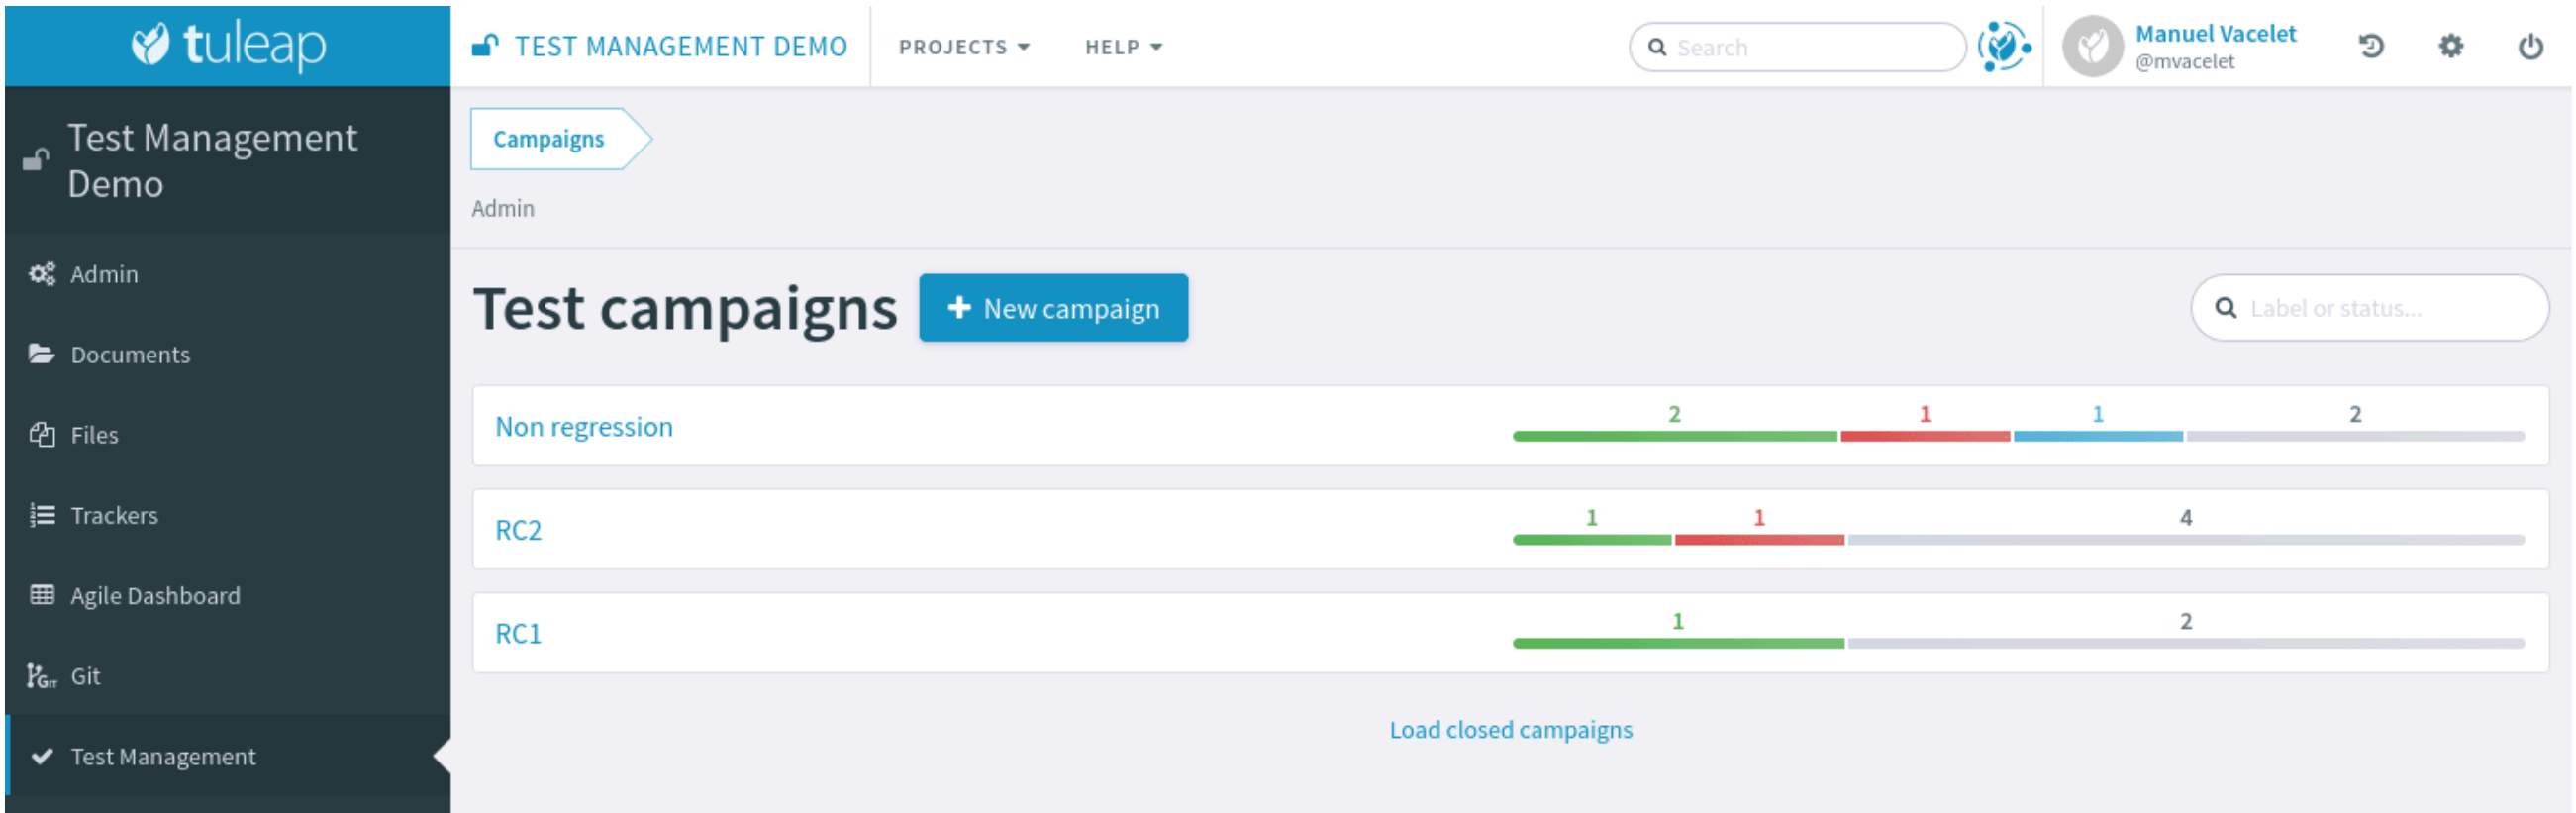 tuleap
TEST MANAGEMENT DEMO
PROJECTS
HELP
Search
Manuel Vacelet
@mvacelet
Test Management
Demo
Admin
Documents
Files
Trackers
Agile Dashboard
Git
Test Management
Campaigns
Admin
Test campaigns
New campaign
Label or status...
Non regression
2 1 1 2
RC2
1 1 4
RC1
1 2
Load closed campaigns